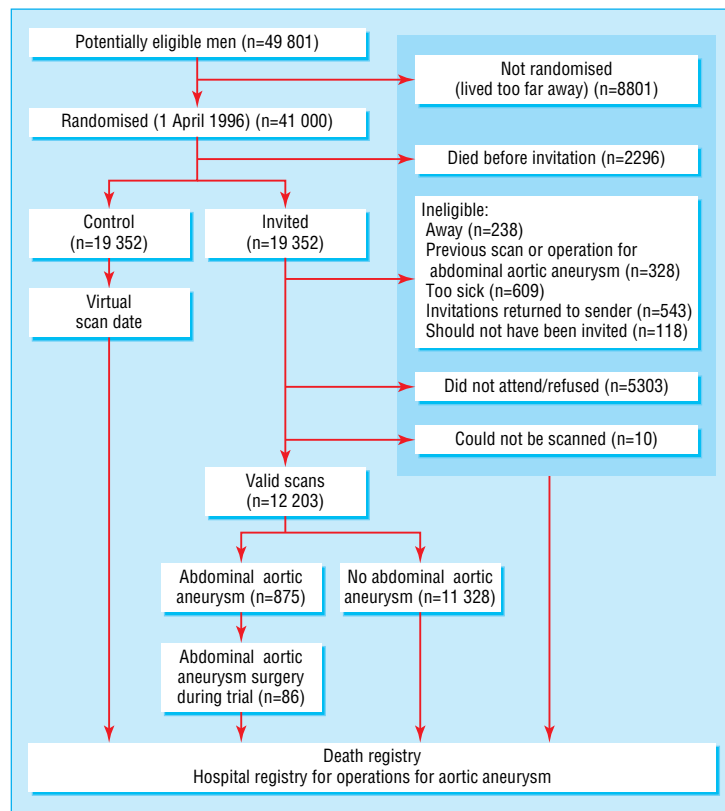 Potentially eligible men (n=49 801)
Not randomised
(lived too far away) (n=8801)
Randomised (1 April 1996) (n=41 000)
Died before invitation (n=2296)
Control
(n=19 352)
Invited
(n=19 352)
Ineligible:
Away (n=238)
Previous scan or operation for
abdominal aortic aneurysm (n=328)
Too sick (n=609)
Invitations returned to sender (n=543)
Should not have been invited (n=118)
Virtual
scan date
Did not attend/refused (n=5303)
Could not be scanned (n=10)
Valid scans
(n=12 203)
Abdominal aortic
aneurysm (n=875)
No abdominal aortic
aneurysm (n=11 328)
Abdominal aortic
aneurysm surgery
during trial (n=86)
Death registry
Hospital registry for operations for aortic aneurysm